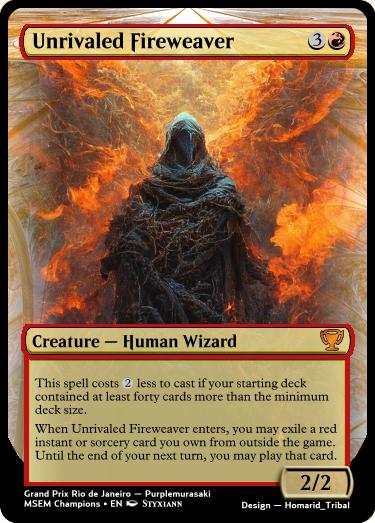 Unrivaled Fireweaver 3
Creature — Human Wizard
This spell costs 2 less to cast if your starting deck
contained at least forty cards more than the minimum
deck size.
When Unrivaled Fireweaver enters, you may exile a red
instant or sorcery card you own from outside the game.
Until the end of your next turn, you may play that card.
2/2
Grand Prix Rio de Janeiro — Purplemurasaki
MSEM Champions • EN Styxiann
Design — Homarid_Tribal